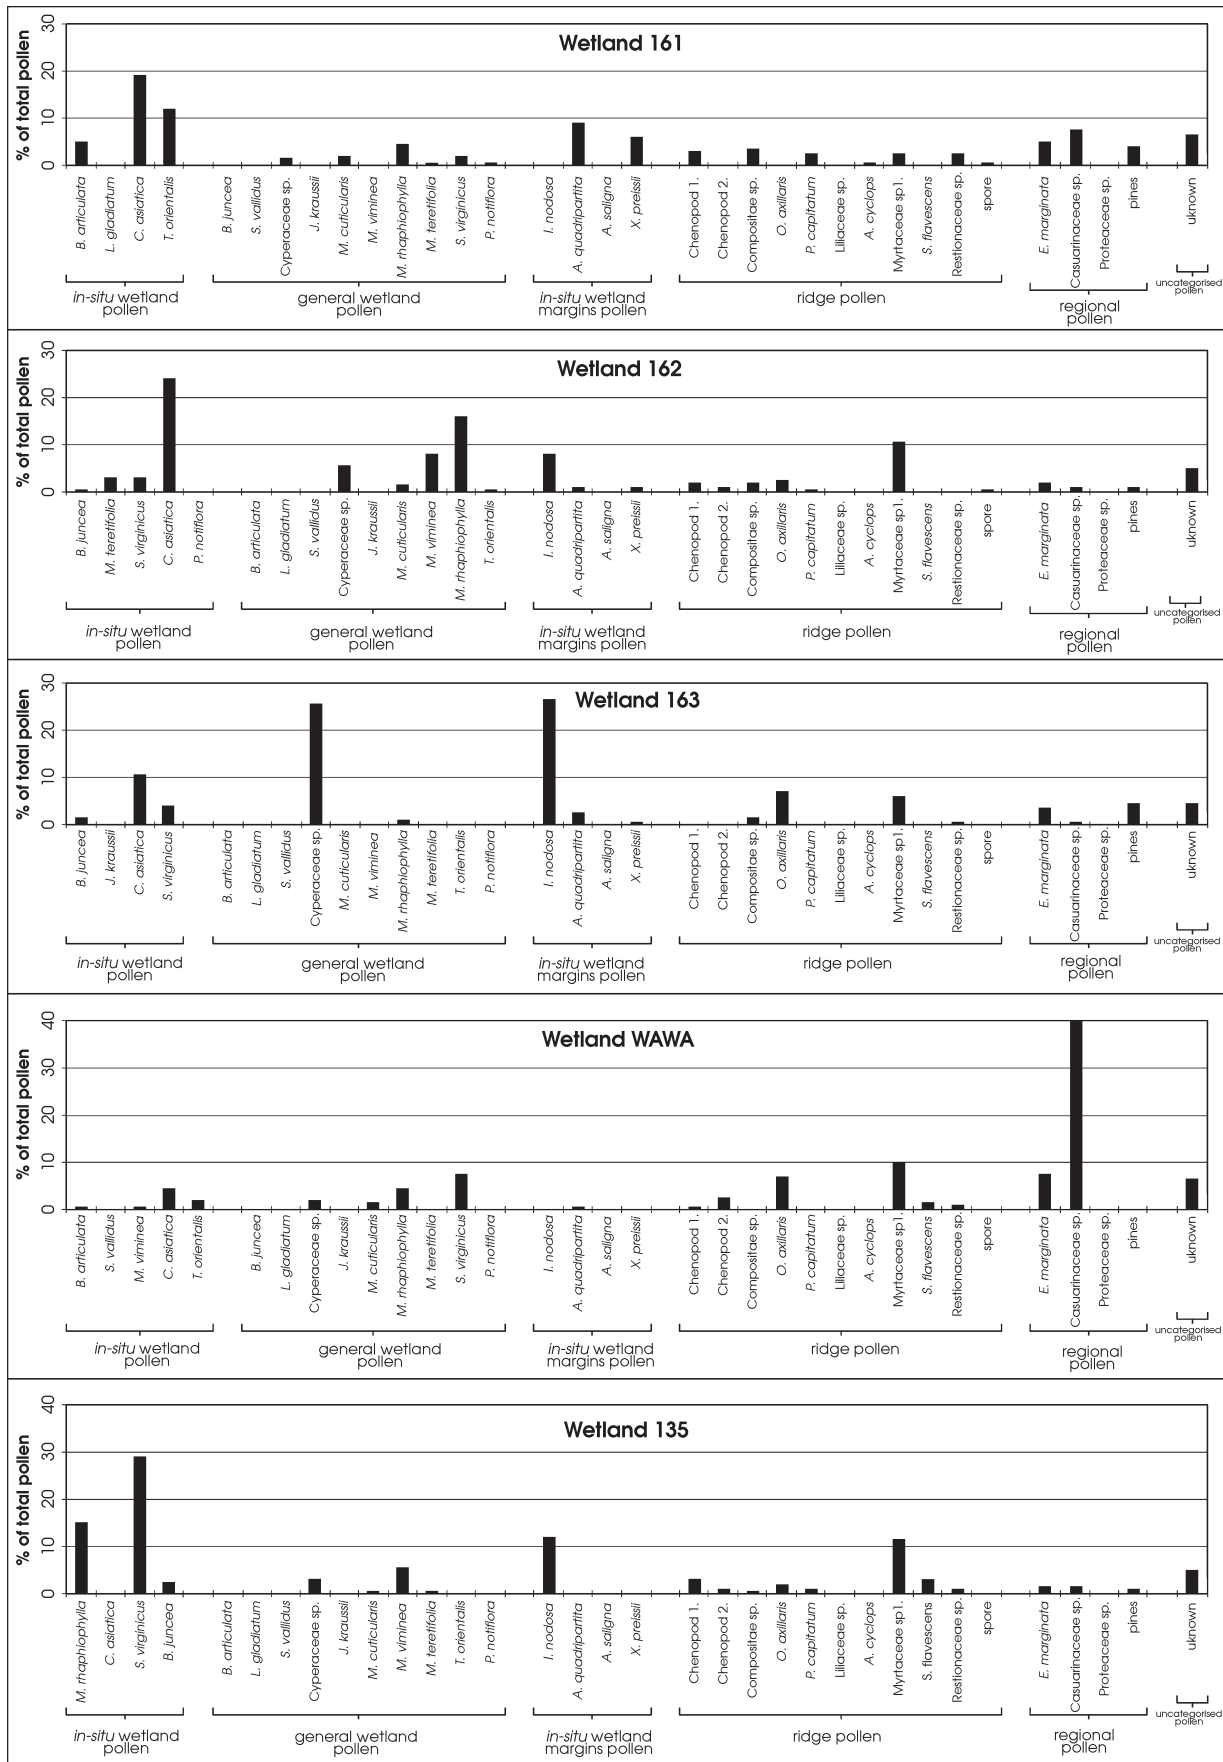 Wetland 161
% of total pollen
30
20
10
0
B. articulata
L. gladiatum
C. asiatica
T. orientalis
B. juncea
S. vallidus
Cyperaceae sp.
J. kraussii
M. cuticularis
M. viminea
M. rhaphiophylla
M. teretifolia
S. virginicus
P. notiflora
I. nodosa
A. quadripartita
A. saligna
X. preissii
Chenopod 1.
Chenopod 2.
Compositae sp.
O. axillaris
P. capitatum
Liliaceae sp.
A. cyclops
Myrtaceae sp1.
S. flavescens
Restionaceae sp.
spore
E. marginata
Casuarinaceae sp.
Proteaceae sp.
pines
uknown
in-situ wetland
pollen
general wetland
pollen
in-situ wetland
margins pollen
ridge pollen
regional
pollen
uncategorised
pollen
Wetland 162
% of total pollen
30
20
10
0
B. juncea
M. teretifolia
S. virginicus
C. asiatica
P. notiflora
B. articulata
L. gladiatum
S. vallidus
Cyperaceae sp.
J. kraussii
M. cuticularis
M. viminea
M. rhaphiophylla
T. orientalis
I. nodosa
A. quadripartita
A. saligna
X. preissii
Chenopod 1.
Chenopod 2.
Compositae sp.
O. axillaris
P. capitatum
Liliaceae sp.
A. cyclops
Myrtaceae sp1.
S. flavescens
Restionaceae sp.
spore
E. marginata
Casuarinaceae sp.
Proteaceae sp.
pines
uknown
in-situ wetland
pollen
general wetland
pollen
in-situ wetland
margins pollen
ridge pollen
regional
pollen
uncategorised
pollen
Wetland 163
% of total pollen
30
20
10
0
B. juncea
J. kraussii
C. asiatica
S. virginicus
B. articulata
L. gladiatum
S. vallidus
Cyperaceae sp.
M. cuticularis
M. viminea
M. rhaphiophylla
M. teretifolia
T. orientallis
P. notiflora
I. nodosa
A. quadripartita
A. saligna
X. preissii
Chenopod 1.
Chenopod 2.
Compositae sp.
O. axillaris
P. capitatum
Liliaceae sp.
A. cyclops
Myrtaceae sp1.
S. flavescens
Restionaceae sp.
spore
E. marginata
Casuarinaceae sp.
Proteaceae sp.
pines
uknown
in-situ wetland
pollen
general wetland
pollen
in-situ wetland
margins pollen
ridge pollen
regional
pollen
uncategorised
pollen
Wetland WAWA
% of total pollen
40
30
20
10
0
B. articulata
S. vallidus
M. viminea
C. asiatica
T. orientalis
B. juncea
L. gladiatum
Cyperaceae sp.
J. kraussii
M. cuticularis
M. rhaphiophylla
M. teretifolia
S. virginicus
P. notiflora
I. nodosa
A. quadripartita
A. saligna
X. preissii
Chenopod 1.
Chenopod 2.
Compositae sp.
O. axillaris
P. capitatum
Liliaceae sp.
A. cyclops
Myrtaceae sp1.
S. flavescens
Restionaceae sp.
spore
E. marginata
Casuarinaceae sp.
Proteaceae sp.
pines
uknown
in-situ wetland
pollen
general wetland
pollen
in-situ wetland
margins pollen
ridge pollen
regional
pollen
uncategorised
pollen
Wetland 135
% of total pollen
40
30
20
10
0
M. rhaphiophylla
C. asiatica
S. virginicus
B. juncea
B. articulata
L. gladiatum
S. vallidus
Cyperaceae sp.
J. kraussii
M. cuticularis
M. viminea
M. teretifolia
T. orientalis
P. notiflora
I. nodosa
A. quadripartita
A. saligna
X. preissii
Chenopod 1.
Chenopod 2.
Compositae sp.
O. axillaris
P. capitatum
Liliaceae sp.
A. cyclops
Myrtaceae sp1.
S. flavescens
Restionaceae sp.
spore
E. marginata
Casuarinaceae sp.
Proteaceae sp.
pines
uknown
in-situ wetland
pollen
general wetland
pollen
in-situ wetland
margins pollen
ridge pollen
regional
pollen
uncategorised
pollen